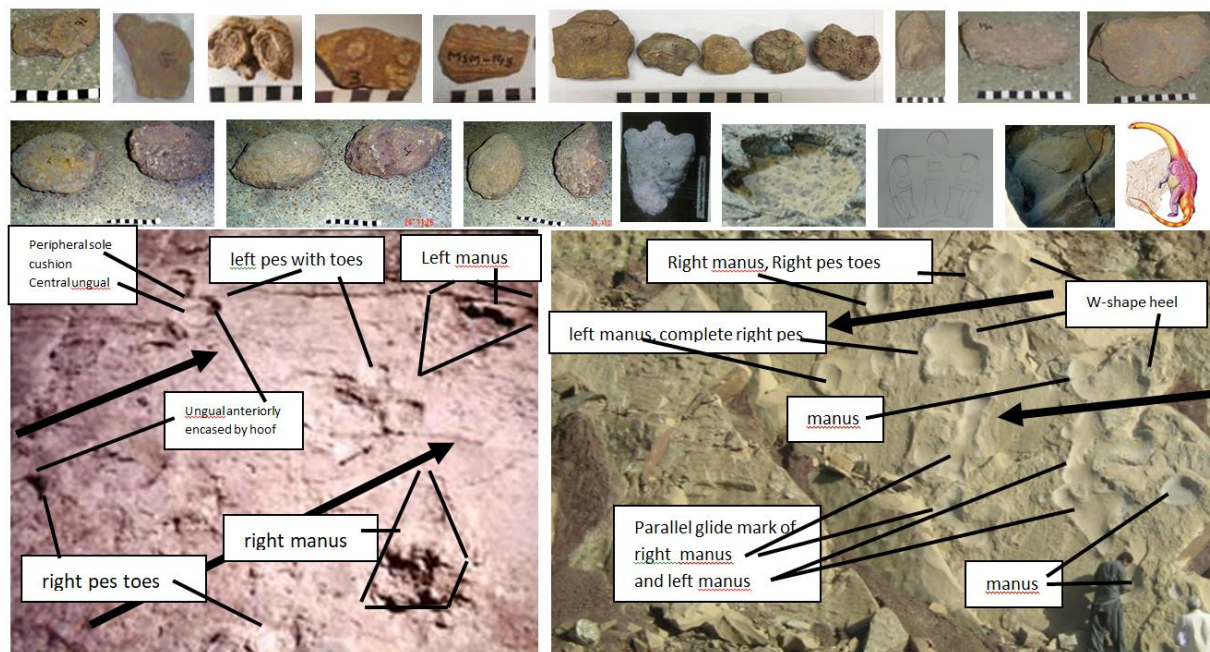 3
MSM-
Peripheral sole
cushion
Central ungual
left pes with toes
Left manus
Ungual anteriorly
encased by hoof
right manus
right pes toes
Right manus, Right pes toes
W-shape heel
left manus, complete right pes
manus
Parallel glide mark of
right manus
and left manus
manus